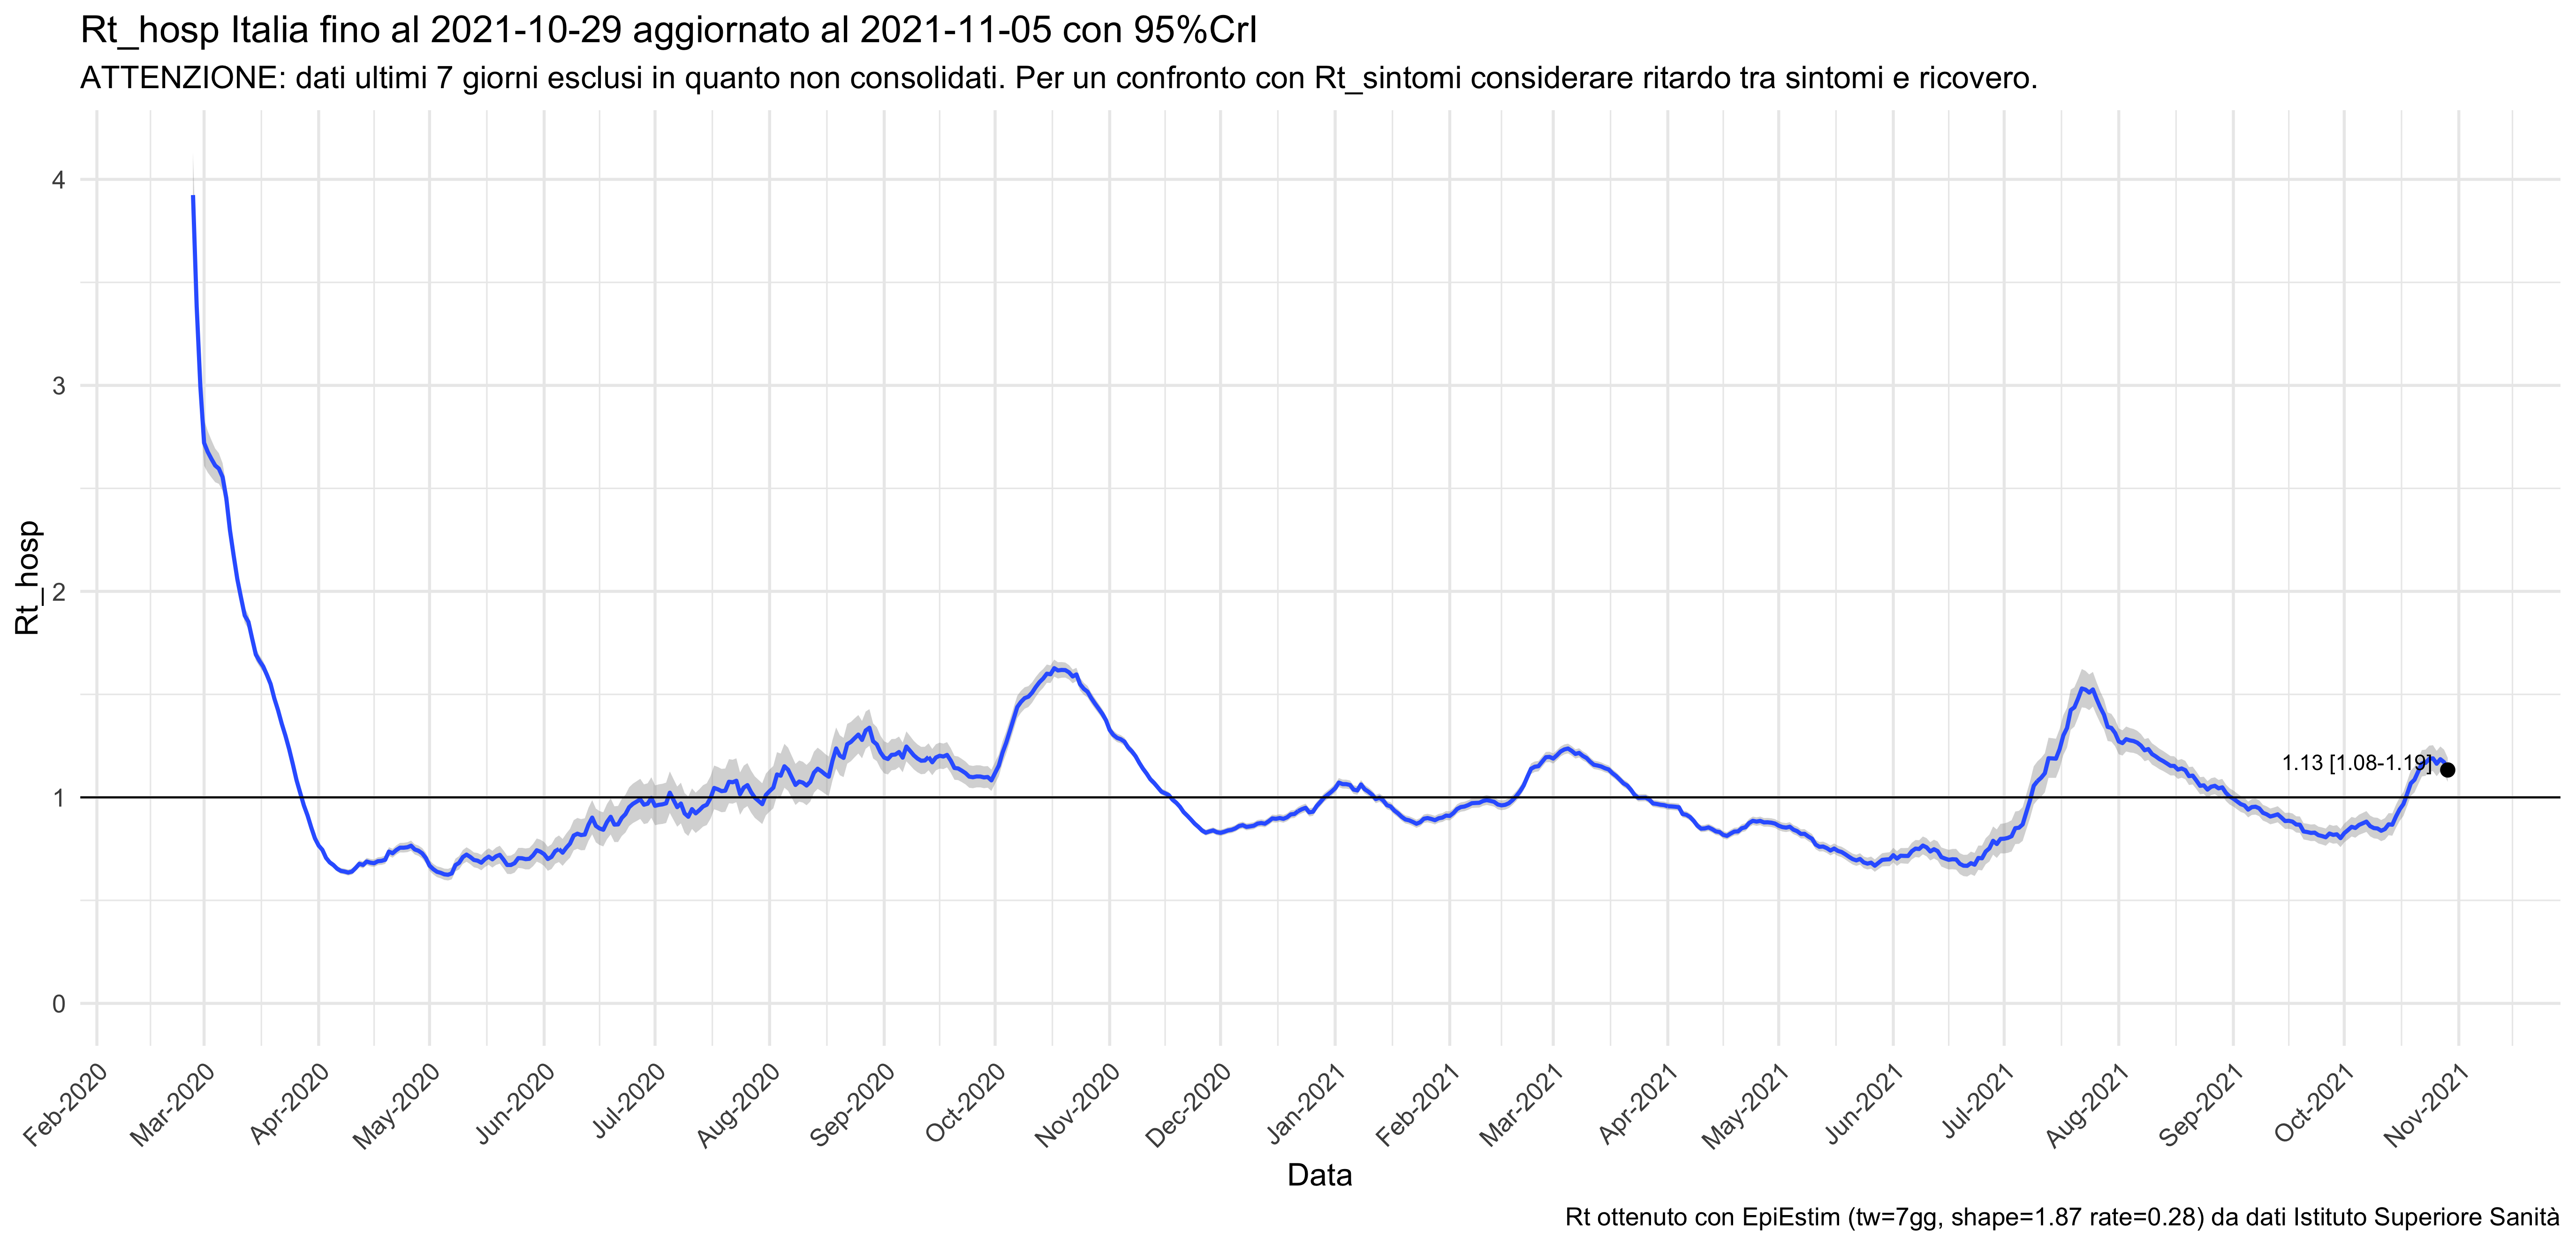 Rt_hosp Italia fino al 2021-10-29 aggiornato al 2021-11-05 con 95%CrI
ATTENZIONE: dati ultimi 7 giorni esclusi in quanto non consolidati. Per un confronto con Rt_sintomi considerare ritardo tra sintomi e ricovero.
4
3
2
1
0
Rt_hosp
1.13 [1.08-1.19]
Feb-2020
Mar-2020
Apr-2020
May-2020
Jun-2020
Jul-2020
Aug-2020
Sep-2020
Oct-2020
Nov-2020
Dec-2020
Jan-2021
Feb-2021
Mar-2021
Apr-2021
May-2021
Jun-2021
Jul-2021
Aug-2021
Sep-2021
Oct-2021
Nov-2021
Data
Rt ottenuto con EpiEstim (tw=7gg, shape=1.87 rate=0.28) da dati Istituto Superiore Sanità